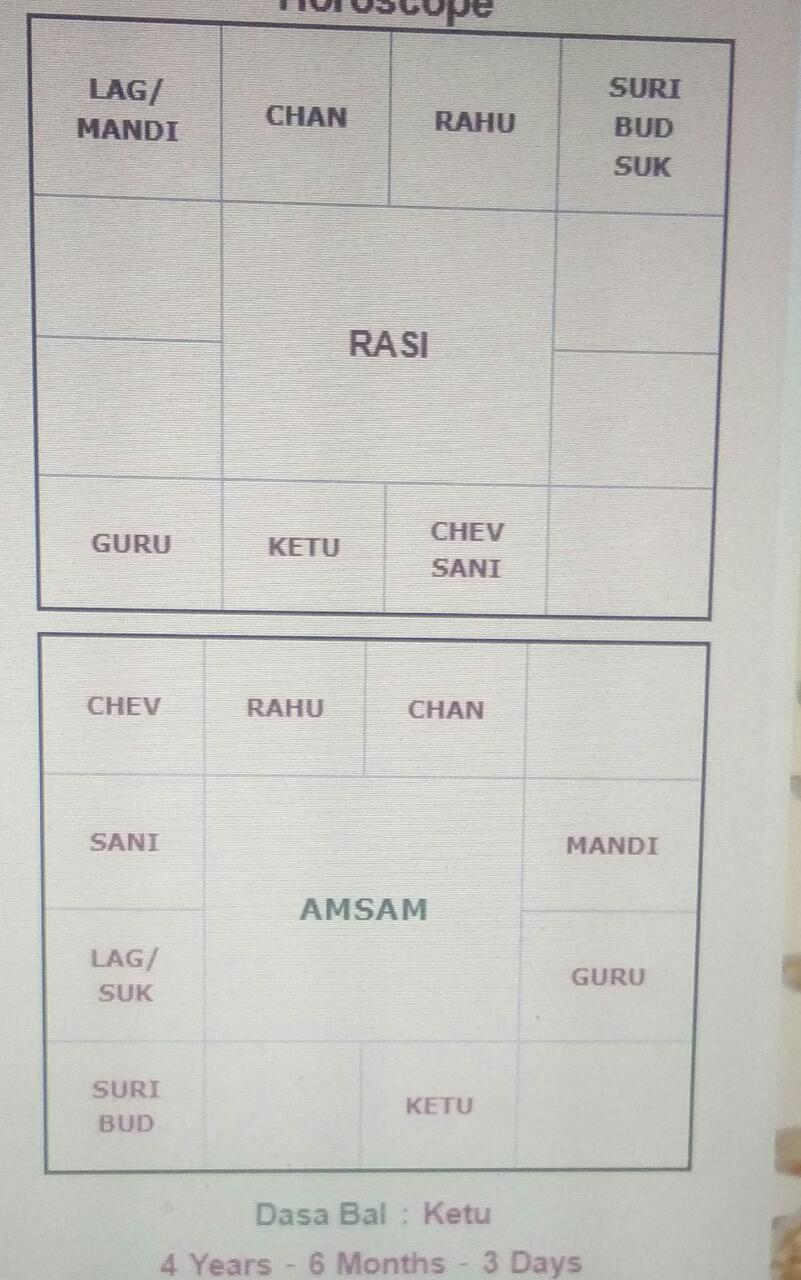 Horoscope
LAG/
MANDI
CHAN
RAHU
SURI
BUD
SUK
RASI
GURU
KETU
CHEV
SANI
CHEV
RAHU
CHAN
SANI
MANDI
AMSAM
LAG/
SUK
GURU
SURI
BUD
KETU
Dasa Bal : Ketu
4 Years - 6 Months - 3 Days